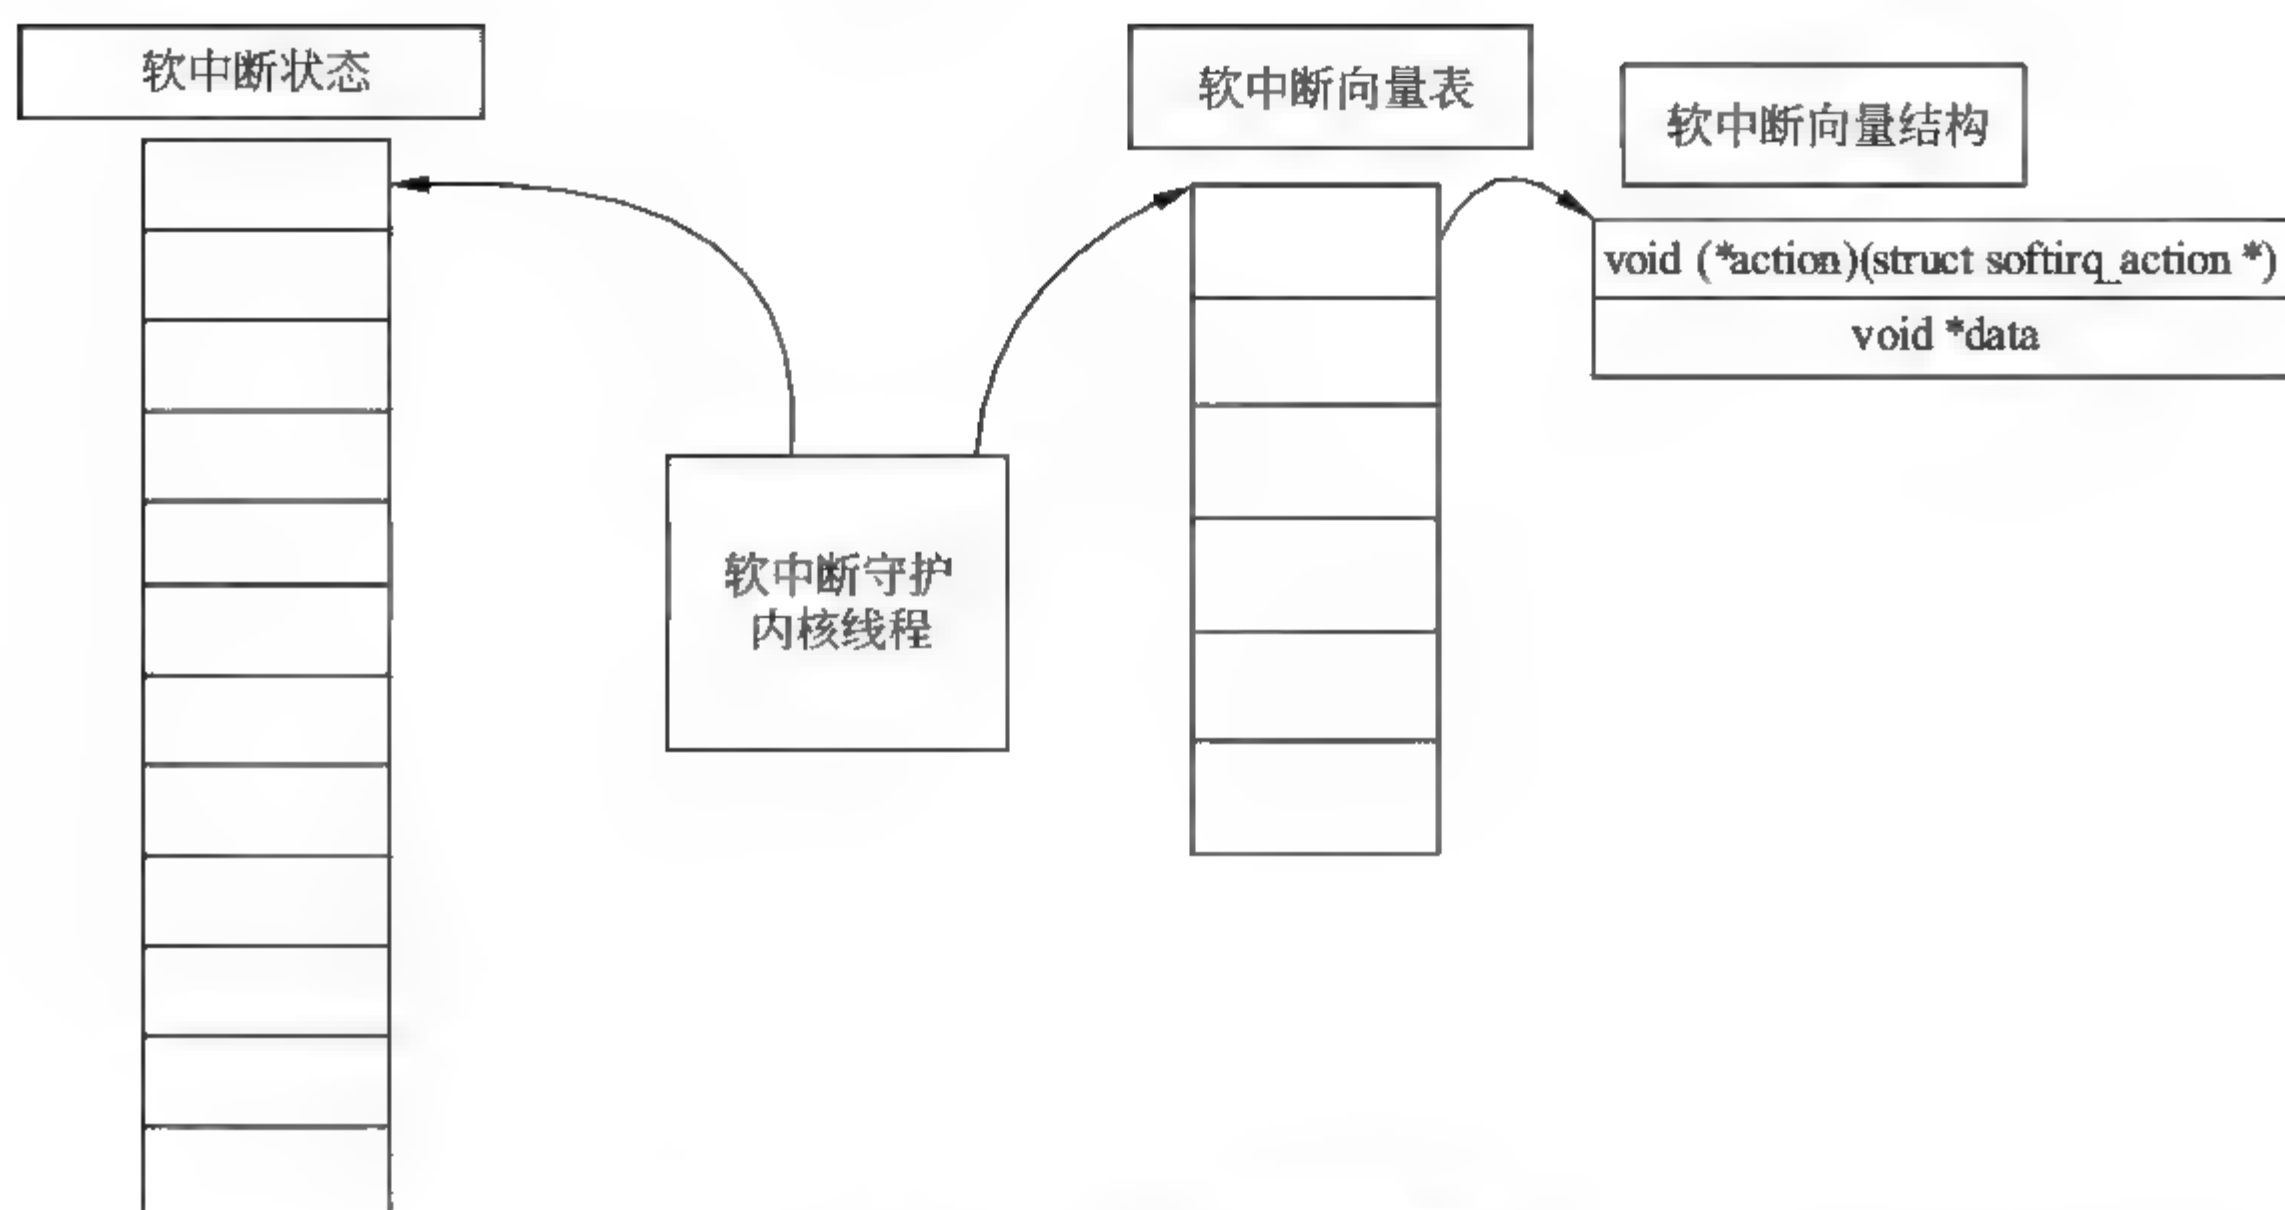 软中断状态
软中断向量表
软中断向量结构
void (*action)(struct softirq_action *)
void *data
软中断守护
内核线程